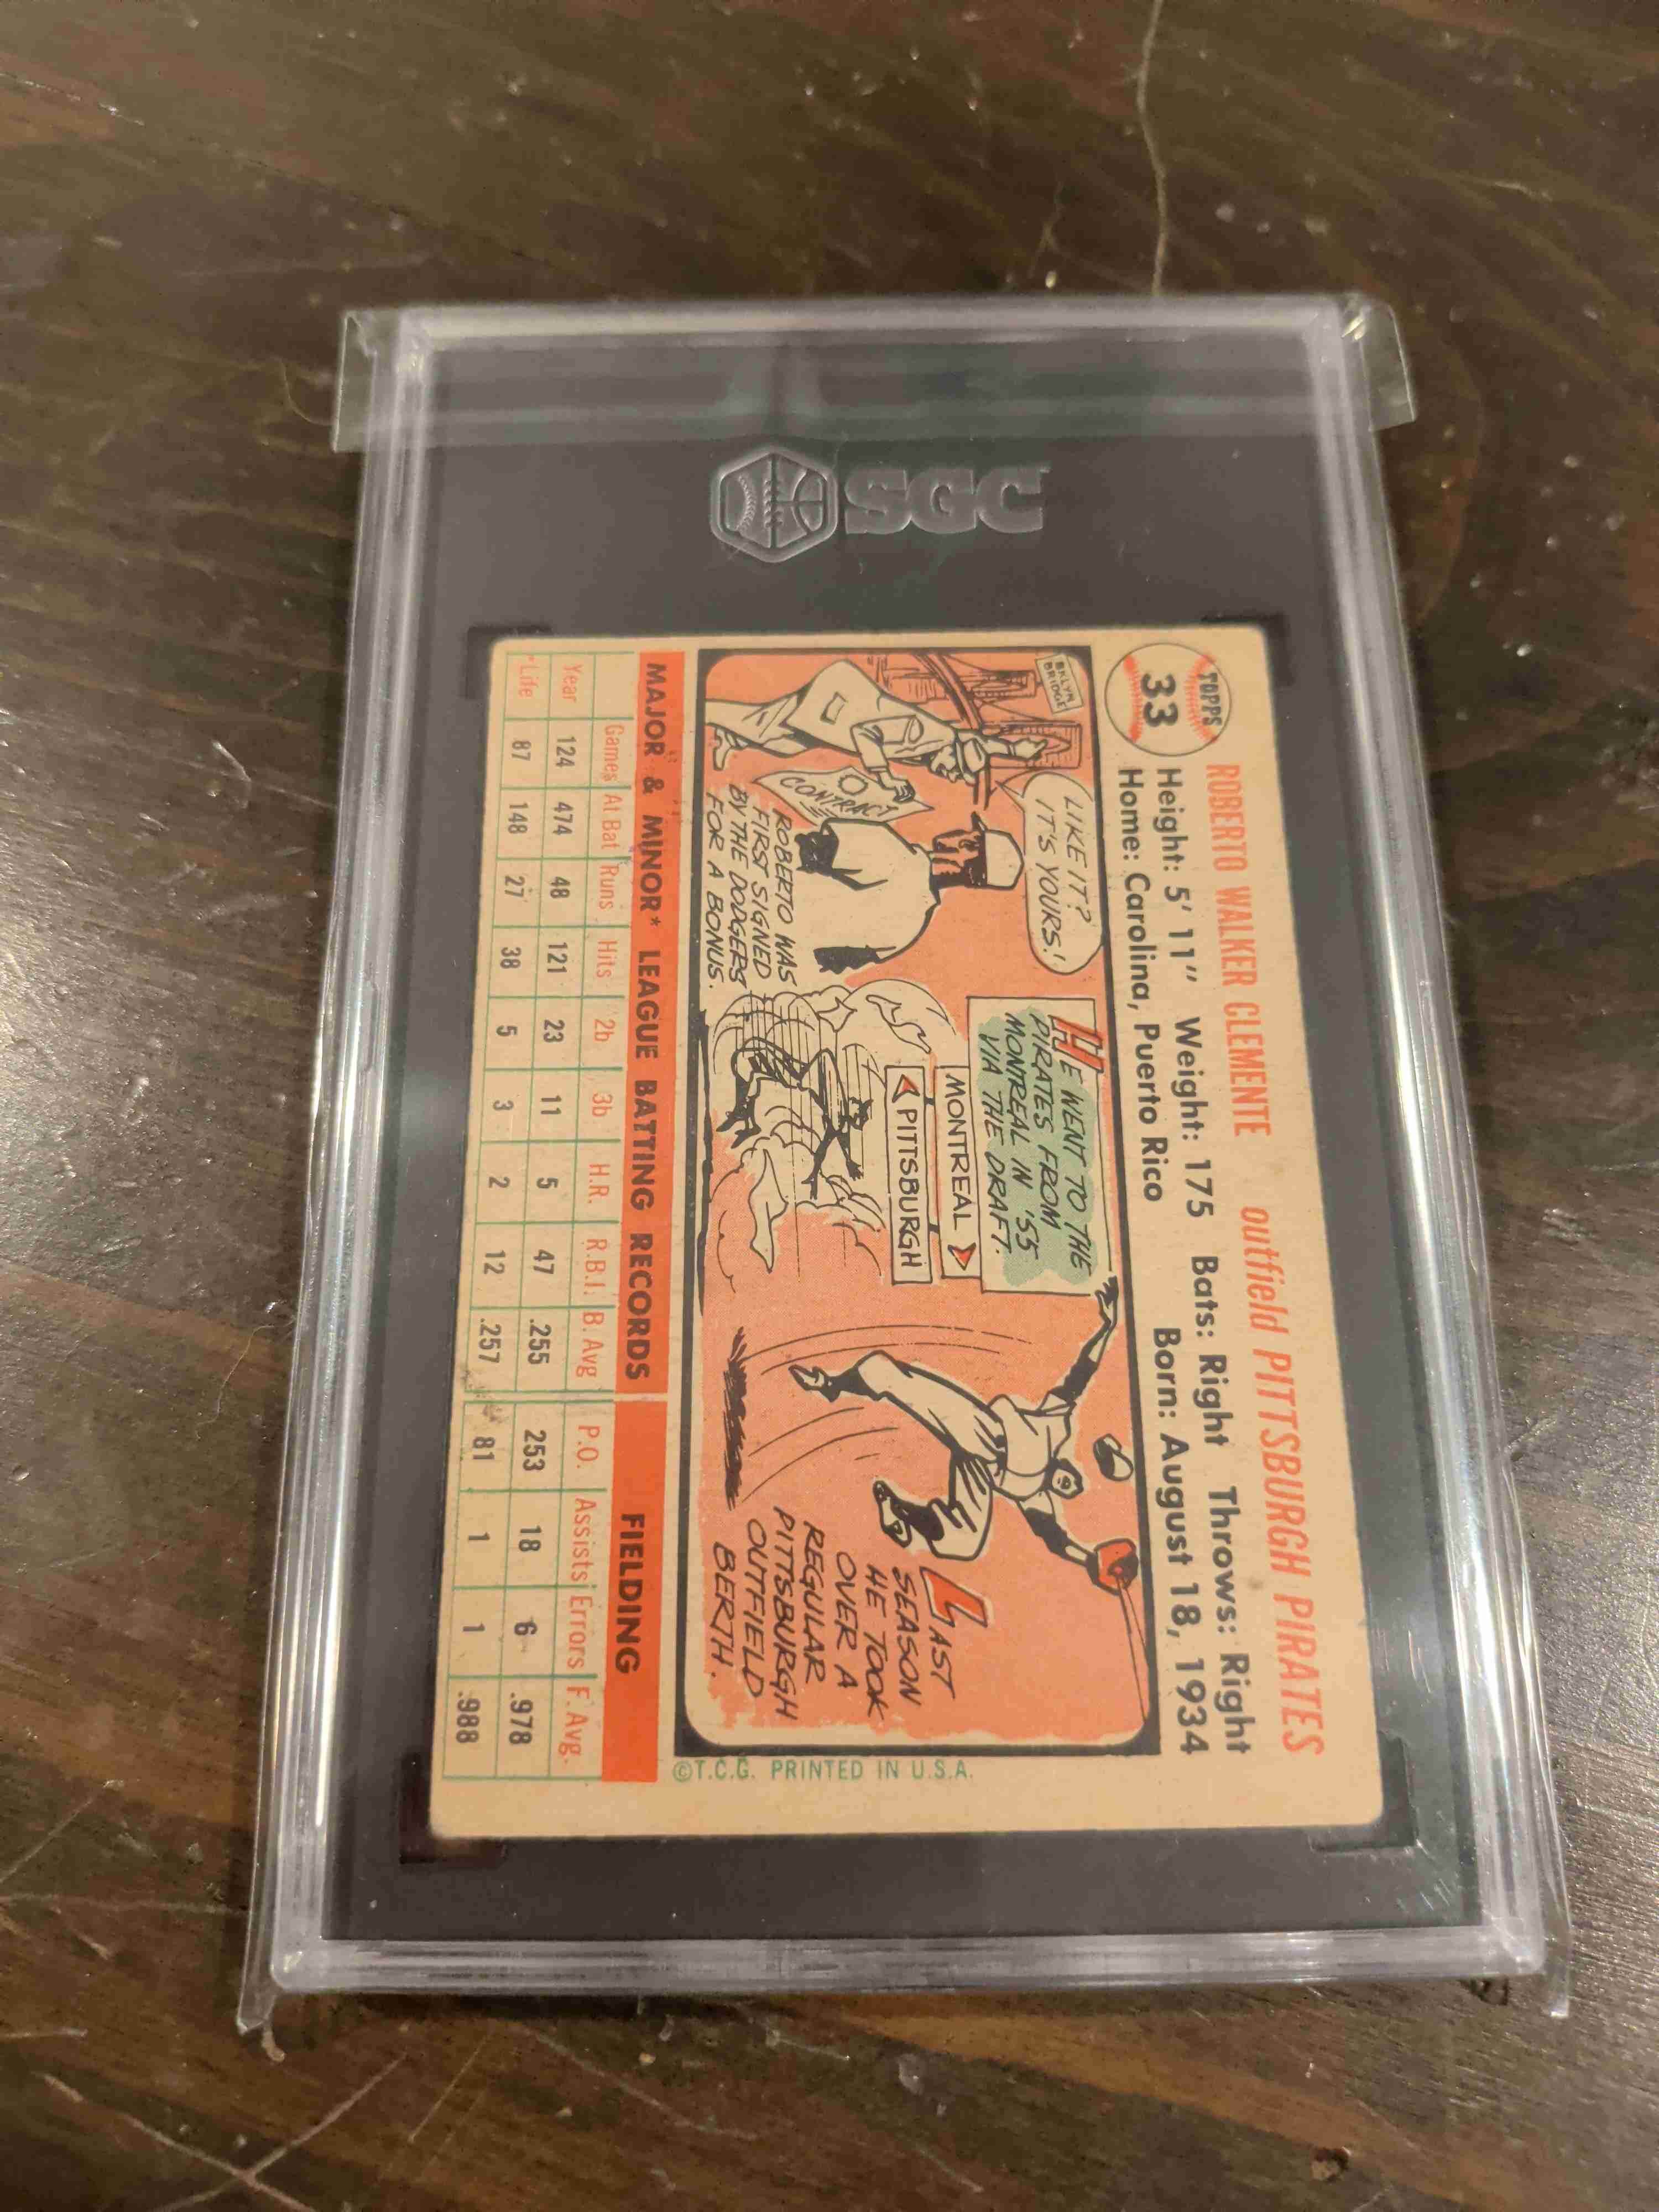 SGC
TOPPS
33
ROBERTO WALKER CLEMENTE outfield PITTSBURGH PIRATES
Height: 5' 11" Weight: 175 Bats: Right Throws: Right
Home: Carolina, Puerto Rico Born: August 18, 1934
BKLYN
BRIDGE
LIKE IT?
IT'S YOURS!
CONTRACT
ROBERTO WAS
FIRST SIGNED
BY THE DODGERS
FOR A BONUS.
HE WENT TO THE
PIRATES FROM
MONTREAL IN '55
VIA THE DRAFT.
MONTREAL
PITTSBURGH
LAST
SEASON
HE TOOK
OVER A
REGULAR
PITTSBURGH
OUTFIELD
BERTH.
MAJOR & MINOR* LEAGUE BATTING RECORDS FIELDING
Games At Bat Runs Hits 2b 3b H.R. R.B.I. B. Avg P.O. Assists Errors F. Avg.
Year 124 474 48 121 23 11 5 47 .255 253 18 6 .978
*Life 87 148 27 38 5 3 2 12 .257 81 1 1 .988
©T.C.G. PRINTED IN U.S.A.